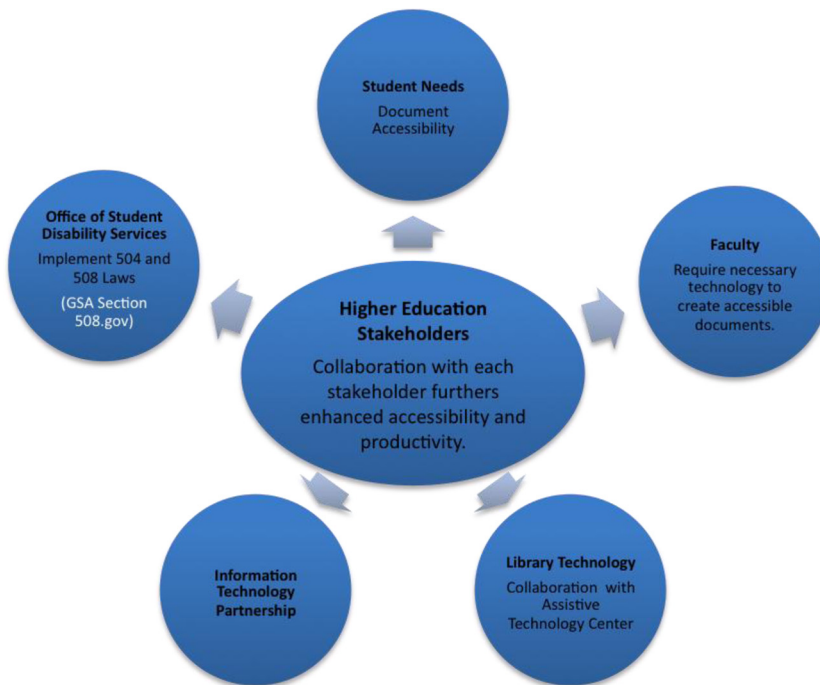 Student Needs
Document
Accessibility
Office of Student
Disability Services
Implement 504 and
508 Laws
(GSA Section
508.gov)
Faculty
Require necessary
technology to
create accessible
documents.
Higher Education
Stakeholders
Collaboration with each
stakeholder furthers
enhanced accessibility and
productivity.
Information
Technology
Partnership
Library Technology
Collaboration with
Assistive
Technology Center